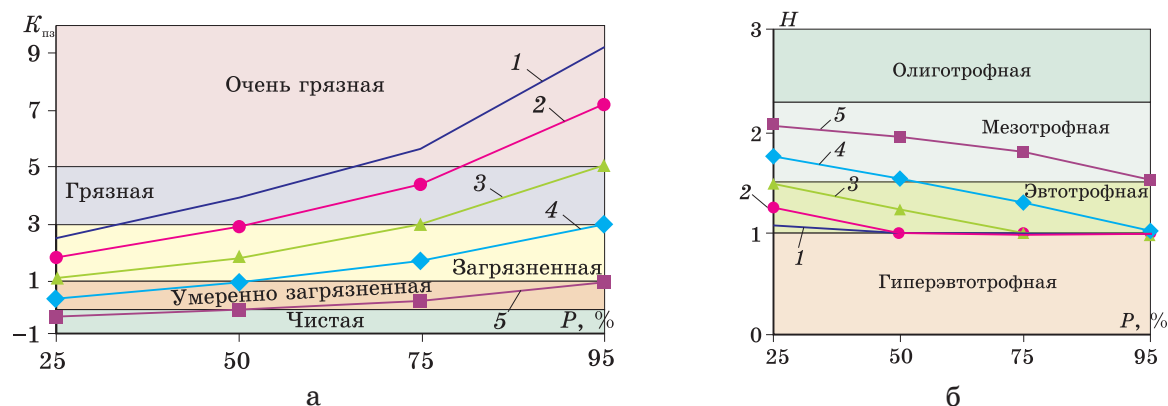 K пз
9
7
5
3
1
−1
Очень грязная
Грязная
Загрязненная
Умеренно загрязненная
Чистая
1
2
3
4
5
P, %
25 50 75 95
а
H
3
2
1
0
Олиготрофная
Мезотрофная
Эвтотрофная
Гиперэвтотрофная
5
4
3
2
1
P, %
25 50 75 95
б